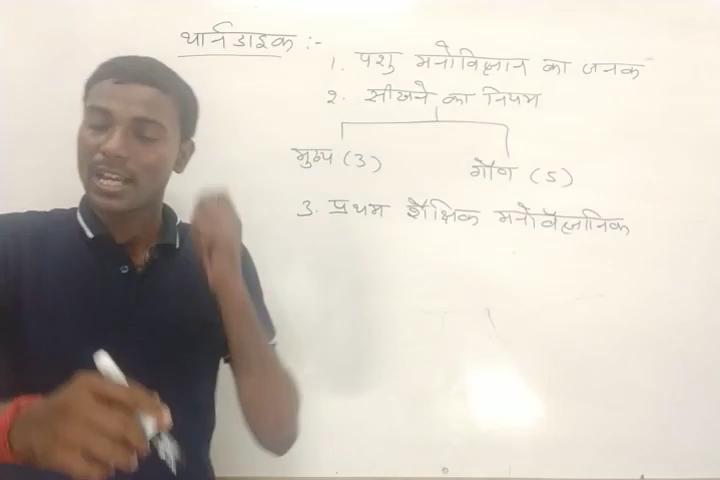 थार्नडाइक :-
1. पशु मनोविज्ञान का जनक
2. सीखने का नियम
मुख्य (3) गौण (5)
3. प्रथम शैक्षिक मनोवैज्ञानिक